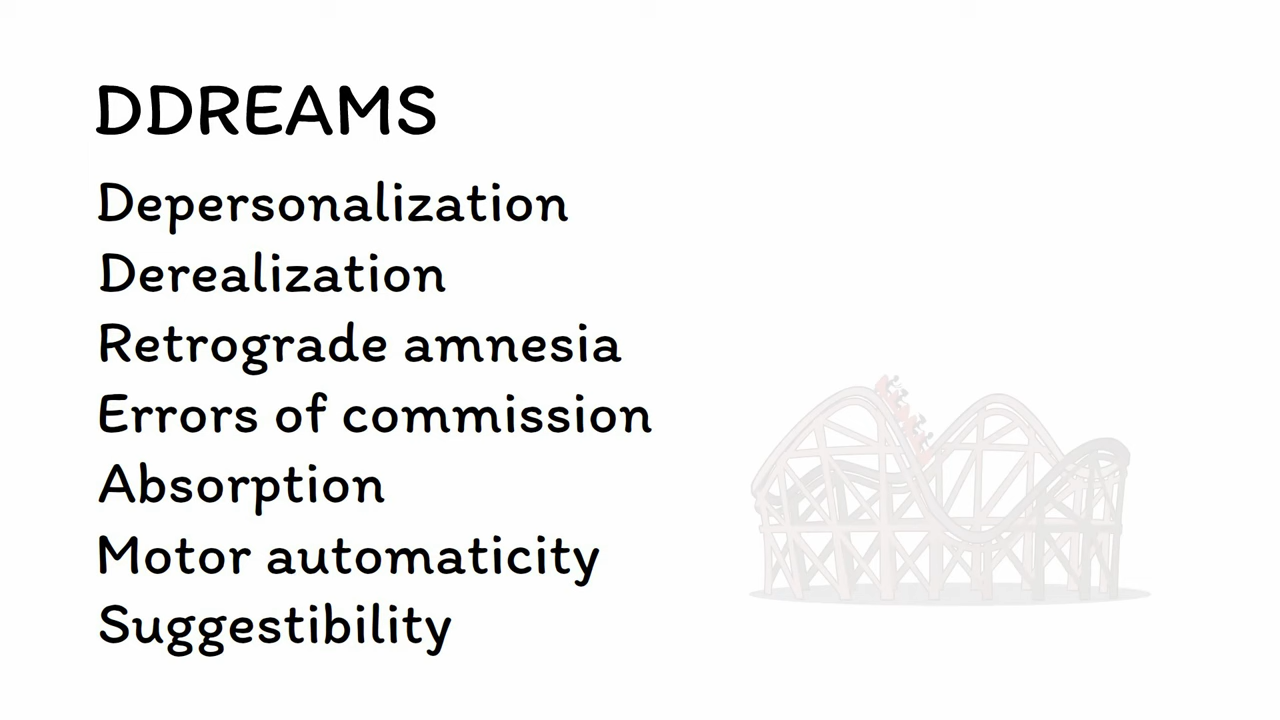 DDREAMS
Depersonalization
Derealization
Retrograde amnesia
Errors of commission
Absorption
Motor automaticity
Suggestibility